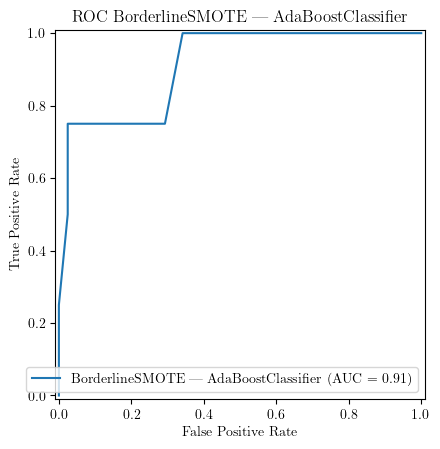 ROC BorderlineSMOTE — AdaBoostClassifier
1.0
0.8
0.6
0.4
0.2
0.0
True Positive Rate
BorderlineSMOTE — AdaBoostClassifier (AUC = 0.91)
0.0 0.2 0.4 0.6 0.8 1.0
False Positive Rate